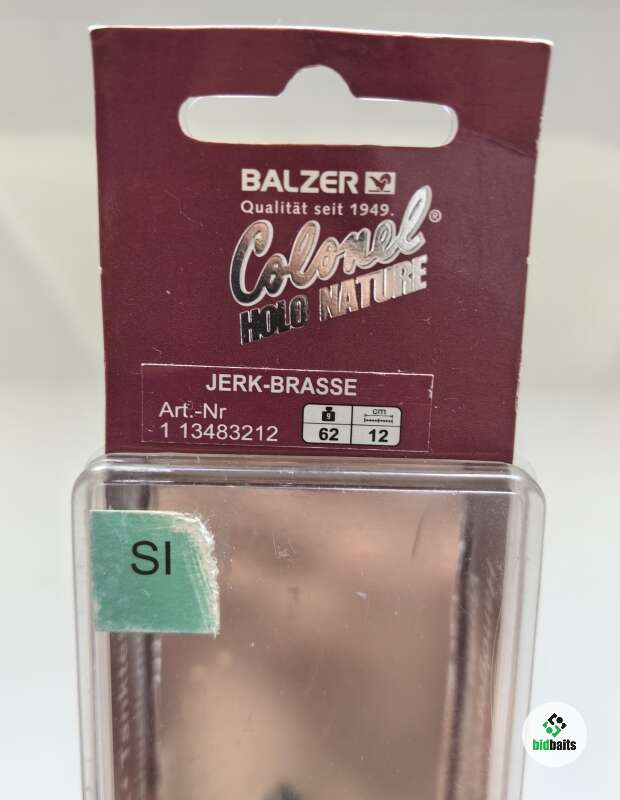 BALZER
Qualität seit 1949.
Colonel®
HOLO NATURE
JERK-BRASSE
Art.-Nr
1 13483212
g
62
cm
12
SI
bidbaits